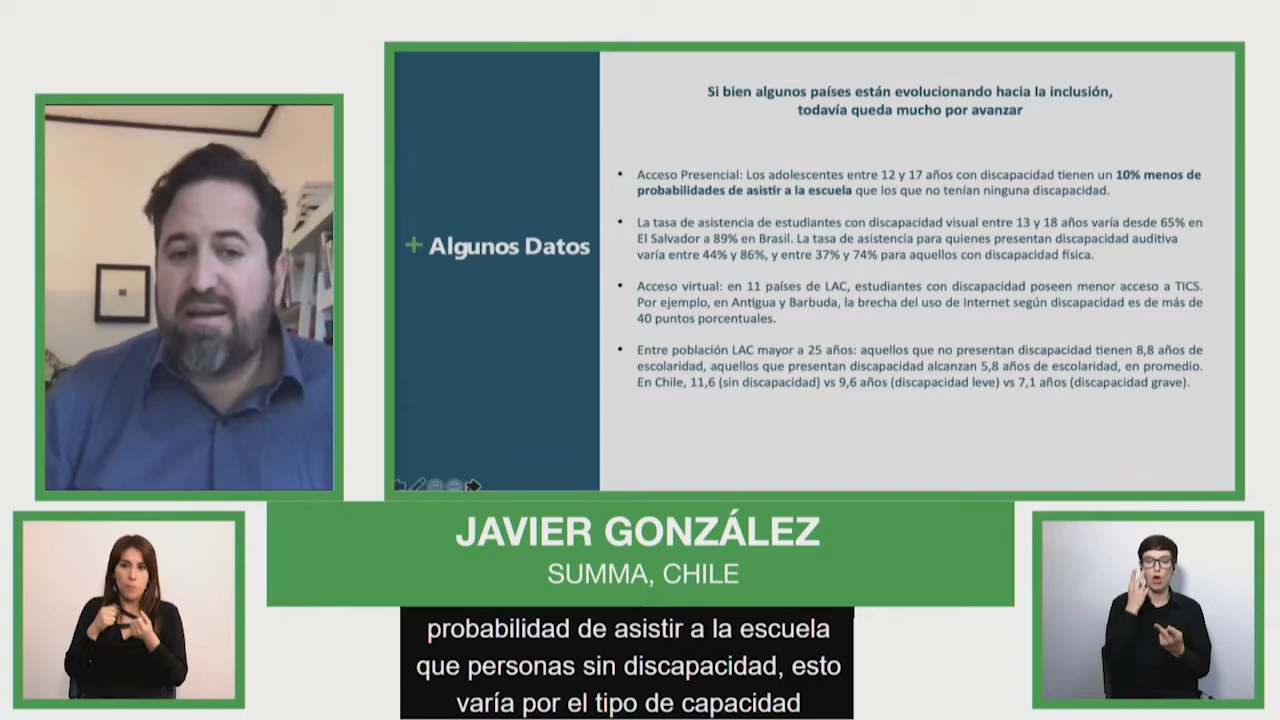 Si bien algunos países están evolucionando hacia la inclusión,
todavía queda mucho por avanzar
+ Algunos Datos
• Acceso Presencial: Los adolescentes entre 12 y 17 años con discapacidad tienen un 10% menos de
probabilidades de asistir a la escuela que los que no tenían ninguna discapacidad.
• La tasa de asistencia de estudiantes con discapacidad visual entre 13 y 18 años varía desde 65% en
El Salvador a 89% en Brasil. La tasa de asistencia para quienes presentan discapacidad auditiva
varía entre 44% y 86%, y entre 37% y 74% para aquellos con discapacidad física.
• Acceso virtual: en 11 países de LAC, estudiantes con discapacidad poseen menor acceso a TICS.
Por ejemplo, en Antigua y Barbuda, la brecha del uso de Internet según discapacidad es de más de
40 puntos porcentuales.
• Entre población LAC mayor a 25 años: aquellos que no presentan discapacidad tienen 8,8 años de
escolaridad, aquellos que presentan discapacidad alcanzan 5,8 años de escolaridad, en promedio.
En Chile, 11,6 (sin discapacidad) vs 9,6 años (discapacidad leve) vs 7,1 años (discapacidad grave).
JAVIER GONZÁLEZ
SUMMA, CHILE
probabilidad de asistir a la escuela
que personas sin discapacidad, esto
varía por el tipo de capacidad